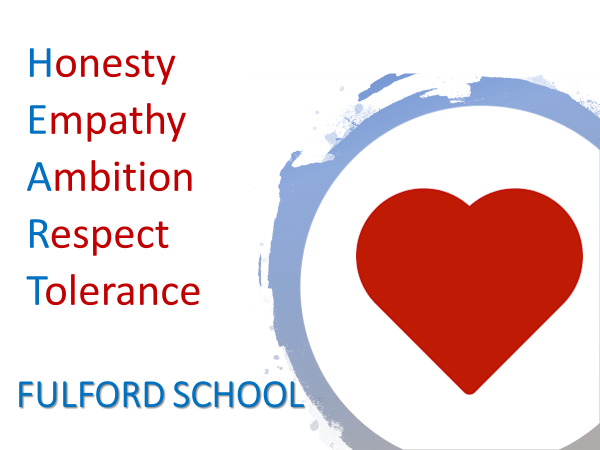 Honesty
Empathy
Ambition
Respect
Tolerance
FULFORD SCHOOL